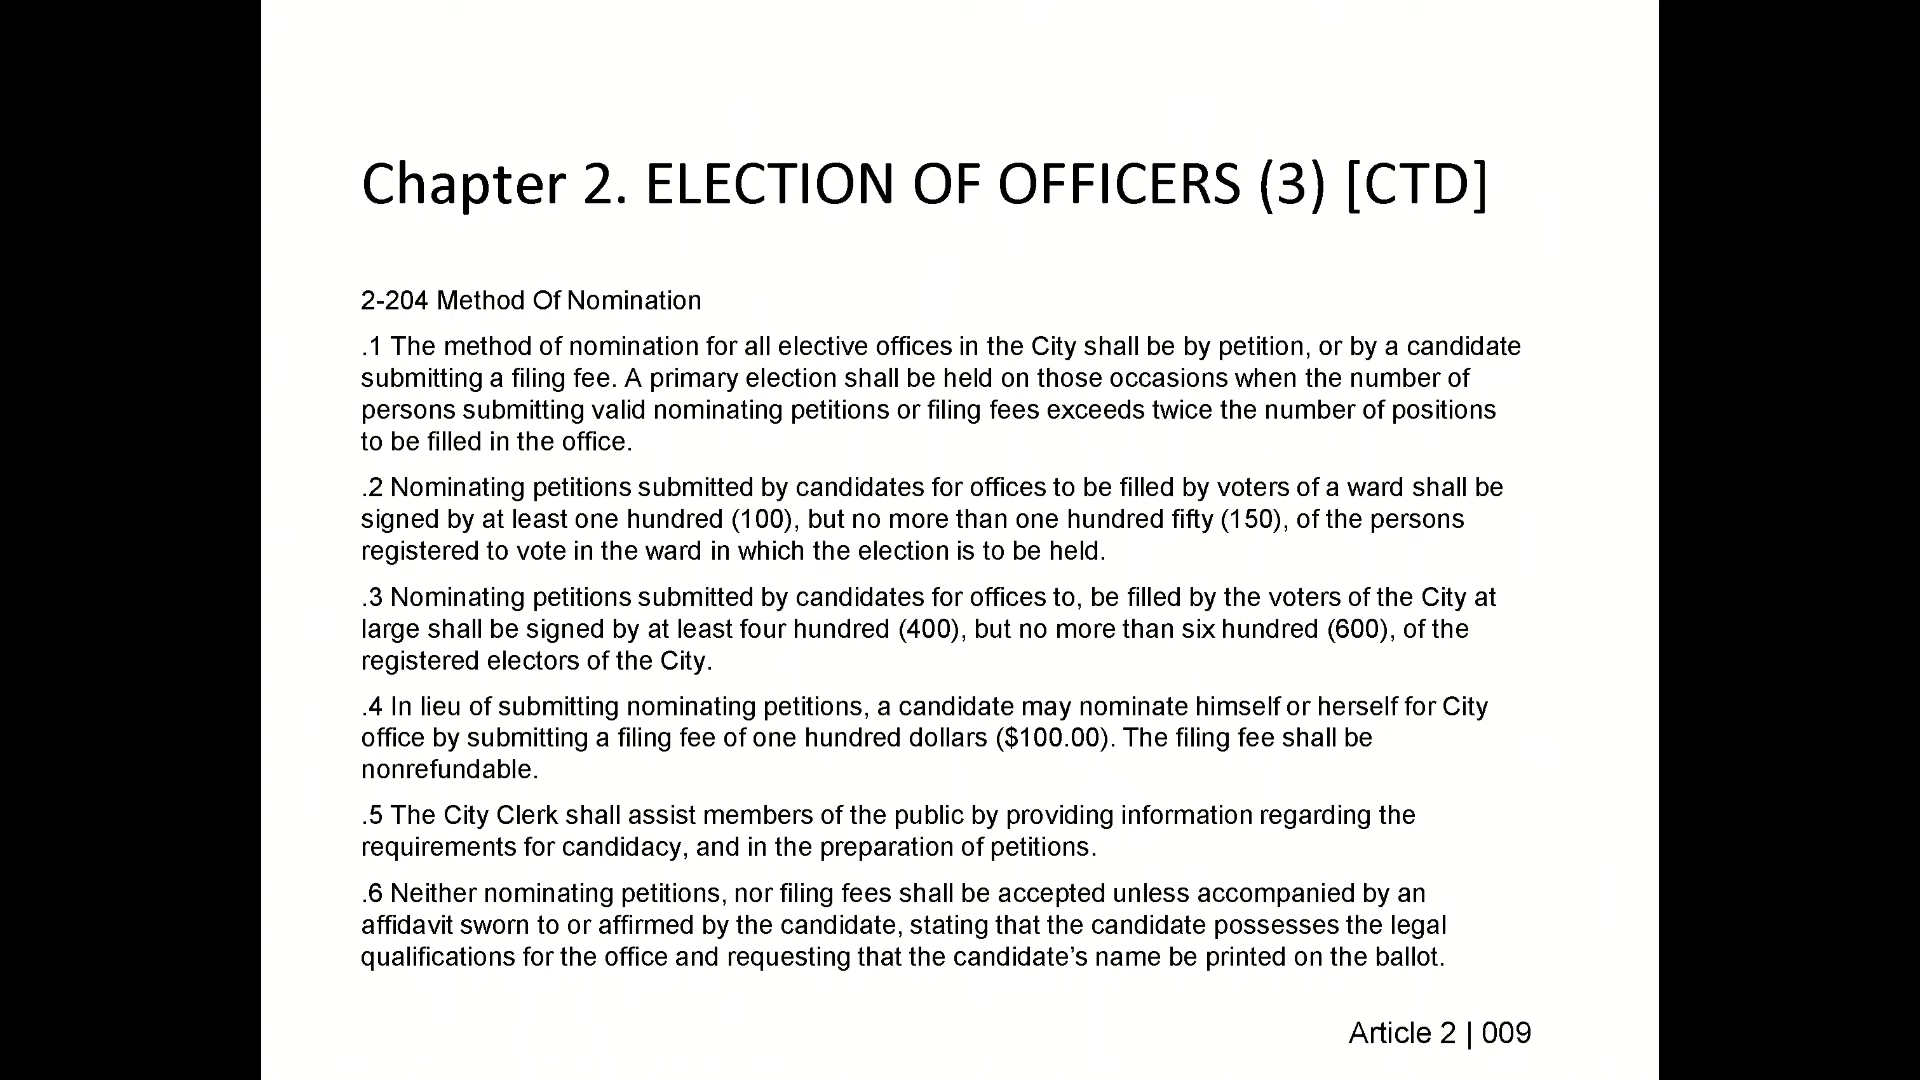 Chapter 2. ELECTION OF OFFICERS (3) [CTD]
2-204 Method Of Nomination
.1 The method of nomination for all elective offices in the City shall be by petition, or by a candidate
submitting a filing fee. A primary election shall be held on those occasions when the number of
persons submitting valid nominating petitions or filing fees exceeds twice the number of positions
to be filled in the office.
.2 Nominating petitions submitted by candidates for offices to be filled by voters of a ward shall be
signed by at least one hundred (100), but no more than one hundred fifty (150), of the persons
registered to vote in the ward in which the election is to be held.
.3 Nominating petitions submitted by candidates for offices to, be filled by the voters of the City at
large shall be signed by at least four hundred (400), but no more than six hundred (600), of the
registered electors of the City.
.4 In lieu of submitting nominating petitions, a candidate may nominate himself or herself for City
office by submitting a filing fee of one hundred dollars ($100.00). The filing fee shall be
nonrefundable.
.5 The City Clerk shall assist members of the public by providing information regarding the
requirements for candidacy, and in the preparation of petitions.
.6 Neither nominating petitions, nor filing fees shall be accepted unless accompanied by an
affidavit sworn to or affirmed by the candidate, stating that the candidate possesses the legal
qualifications for the office and requesting that the candidate’s name be printed on the ballot.
Article 2 | 009